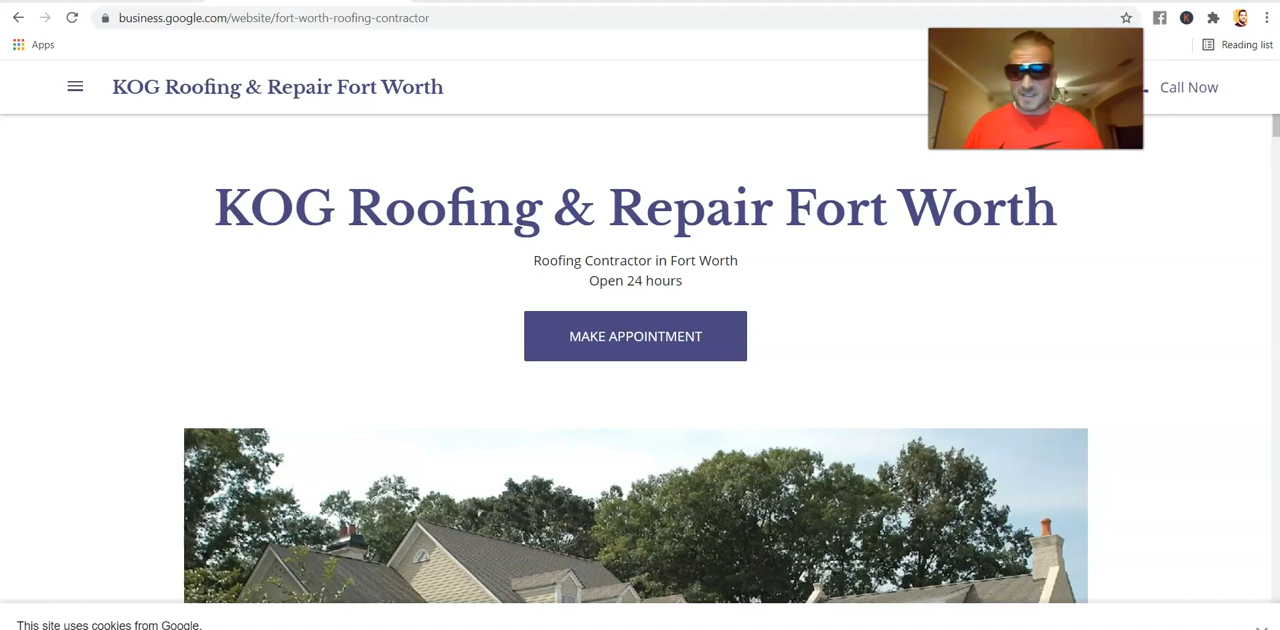 business.google.com/website/fort-worth-roofing-contractor
Apps
Reading list
KOG Roofing & Repair Fort Worth
Call Now
KOG Roofing & Repair Fort Worth
Roofing Contractor in Fort Worth
Open 24 hours
MAKE APPOINTMENT
This site uses cookies from Google.